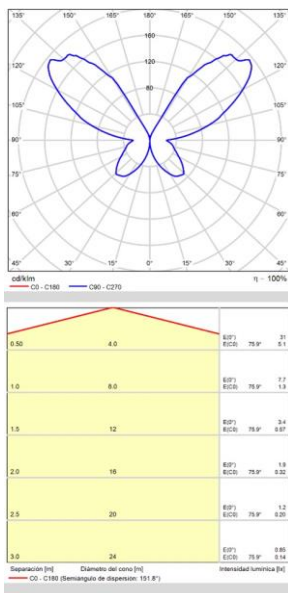 135° 150° 165° 180° 165° 150° 135°
160
120° 120 120°
105° 80 105°
90° 90°
75° 75°
60° 60°
45° 30° 15° 0° 15° 30° 45°
cd/klm η = 100%
C0 - C180 C90 - C270
0.50 4.0 E(0°) 31
E(C0) 75.9° 5.1
1.0 8.0 E(0°) 7.7
E(C0) 75.9° 1.3
1.5 12 E(0°) 3.4
E(C0) 75.9° 0.57
2.0 16 E(0°) 1.9
E(C0) 75.9° 0.32
2.5 20 E(0°) 1.2
E(C0) 75.9° 0.20
3.0 24 E(0°) 0.85
E(C0) 75.9° 0.14
Separación [m] Diámetro del cono [m] Intensidad lumínica [lx]
C0 - C180 (Semiángulo de dispersión: 151.8°)